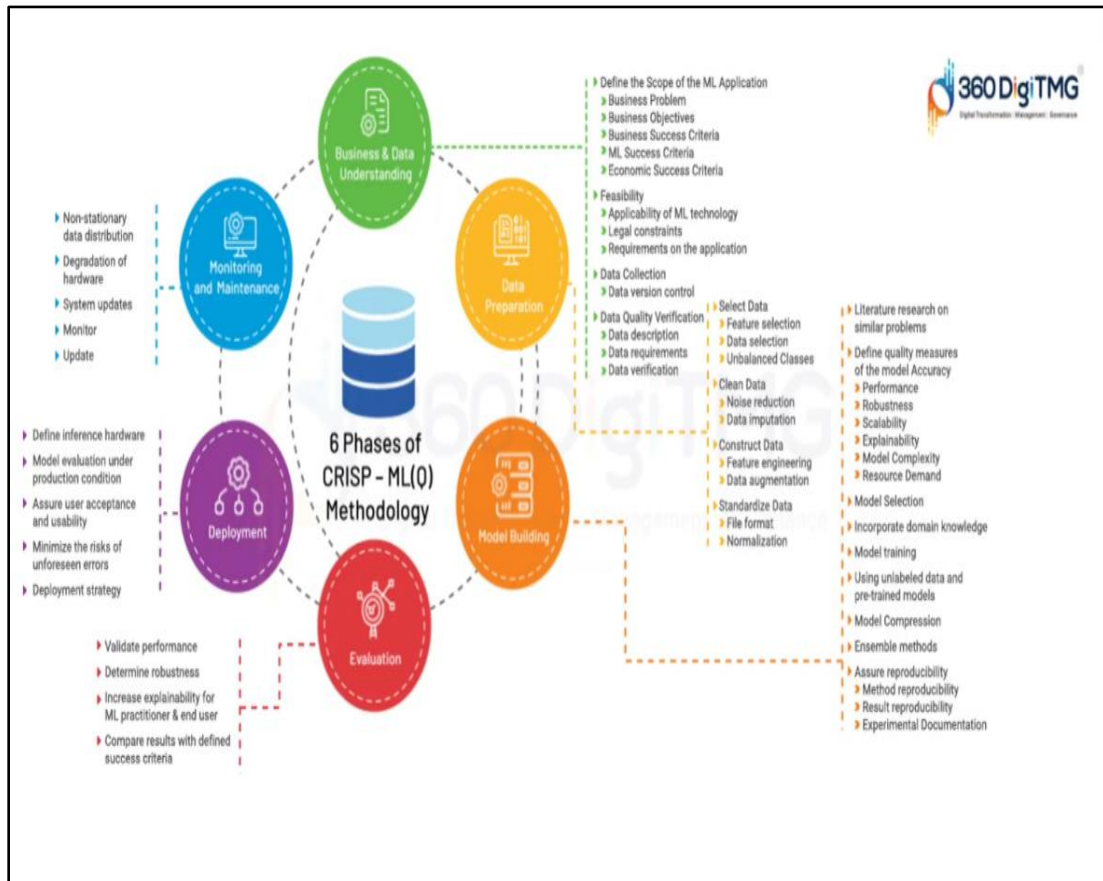 360DigiTMG
Digital Transformation | Management | Governance
Business & Data
Understanding
Define the Scope of the ML Application
Business Problem
Business Objectives
Business Success Criteria
ML Success Criteria
Economic Success Criteria
Feasibility
Applicability of ML technology
Legal constraints
Requirements on the application
Data Collection
Data version control
Data Quality Verification
Data description
Data requirements
Data verification
Data
Preparation
Select Data
Feature selection
Data selection
Unbalanced Classes
Clean Data
Noise reduction
Data imputation
Construct Data
Feature engineering
Data augmentation
Standardize Data
File format
Normalization
Model Building
Literature research on
similar problems
Define quality measures
of the model Accuracy
Performance
Robustness
Scalability
Explainability
Model Complexity
Resource Demand
Model Selection
Incorporate domain knowledge
Model training
Using unlabeled data and
pre-trained models
Model Compression
Ensemble methods
Assure reproducibility
Method reproducibility
Result reproducibility
Experimental Documentation
Evaluation
Validate performance
Determine robustness
Increase explainability for
ML practitioner & end user
Compare results with defined
success criteria
Deployment
Define inference hardware
Model evaluation under
production condition
Assure user acceptance
and usability
Minimize the risks of
unforeseen errors
Deployment strategy
Monitoring
and Maintenance
Non-stationary
data distribution
Degradation of
hardware
System updates
Monitor
Update
6 Phases of
CRISP - ML(Q)
Methodology
360DigiTMG